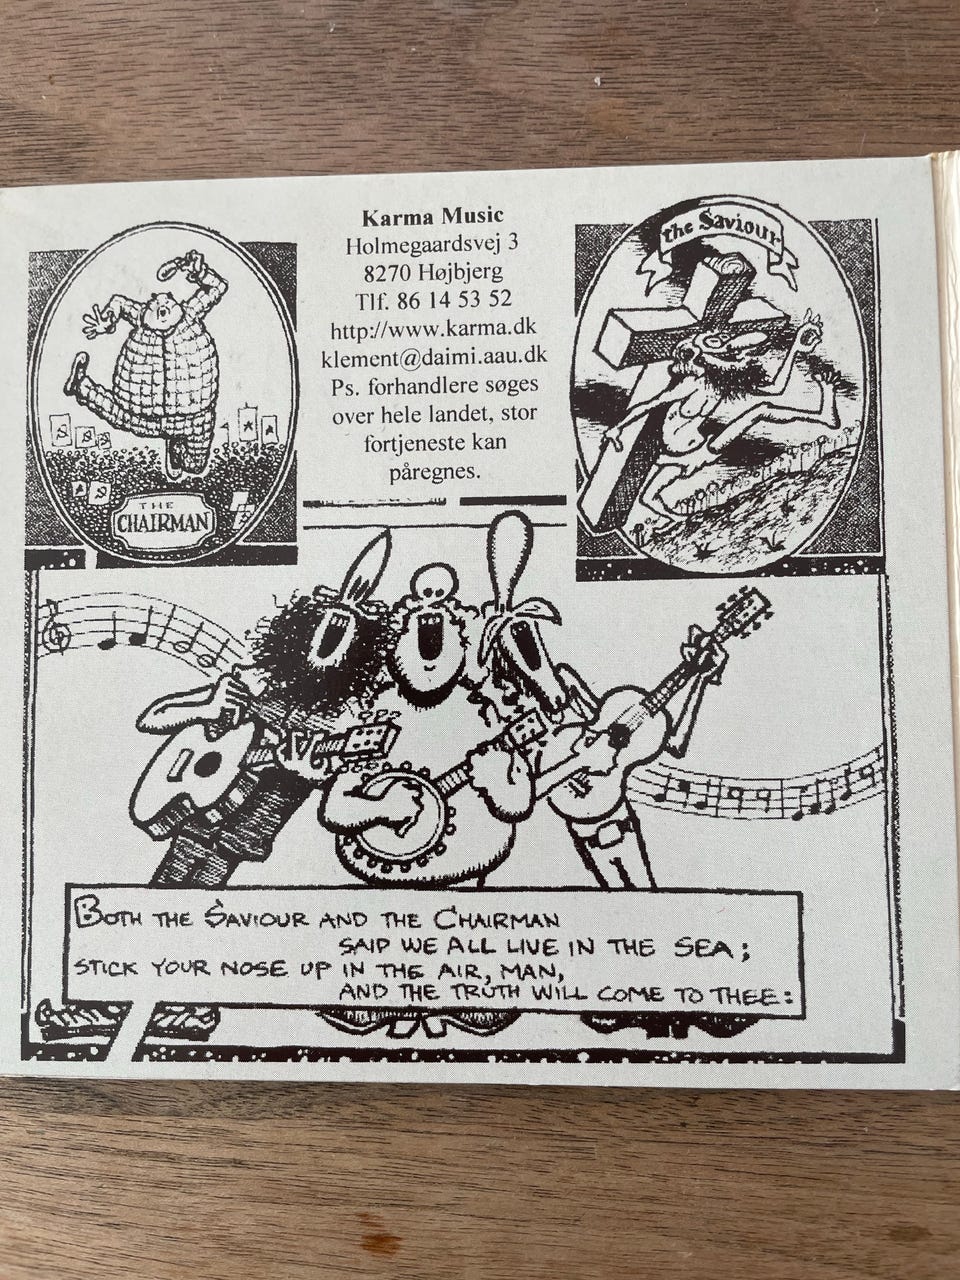 Karma Music
Holmegaardsvej 3
8270 Højbjerg
Tlf. 86 14 53 52
http://www.karma.dk
klement@daimi.aau.dk
Ps. forhandlere søges
over hele landet, stor
fortjeneste kan
påregnes.
THE
CHAIRMAN
the Saviour
BOTH THE SAVIOUR AND THE CHAIRMAN
SAID WE ALL LIVE IN THE SEA;
STICK YOUR NOSE UP IN THE AIR, MAN,
AND THE TRUTH WILL COME TO THEE: